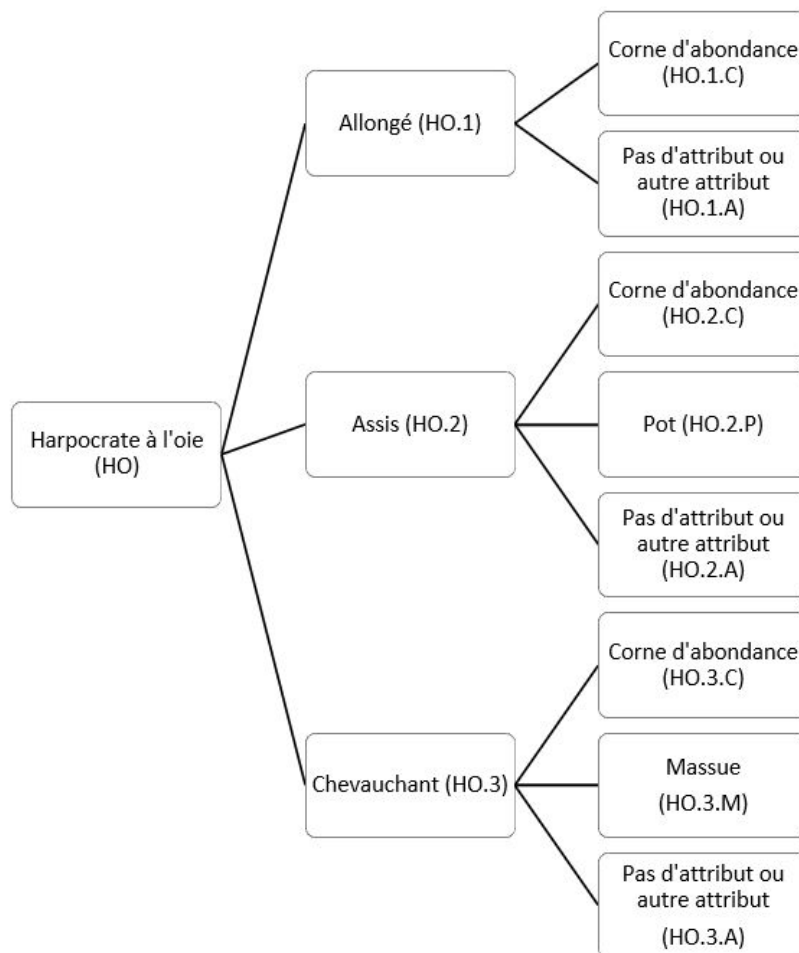 Harpocrate à l'oie
(HO)
Allongé (HO.1)
Corne d'abondance
(HO.1.C)
Pas d'attribut ou
autre attribut
(HO.1.A)
Assis (HO.2)
Corne d'abondance
(HO.2.C)
Pot (HO.2.P)
Pas d'attribut ou
autre attribut
(HO.2.A)
Chevauchant (HO.3)
Corne d'abondance
(HO.3.C)
Massue
(HO.3.M)
Pas d'attribut ou
autre attribut
(HO.3.A)